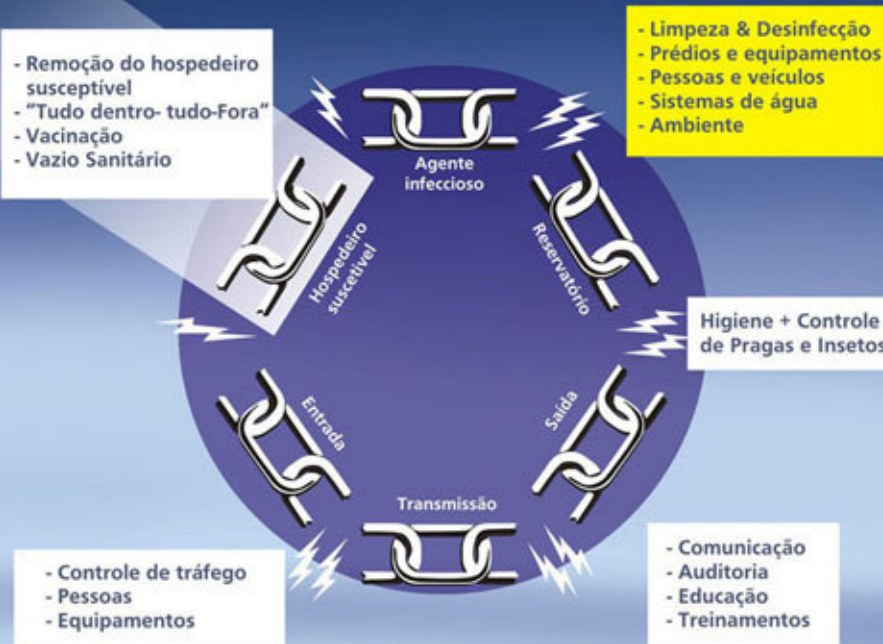 - Remoção do hospedeiro
susceptível
- "Tudo dentro- tudo-Fora"
- Vacinação
- Vazio Sanitário
- Limpeza & Desinfecção
- Prédios e equipamentos
- Pessoas e veículos
- Sistemas de água
- Ambiente
Agente
infeccioso
Hospedeiro
suscetível
Reservatório
Higiene + Controle
de Pragas e Insetos
Entrada
Saída
Transmissão
- Controle de tráfego
- Pessoas
- Equipamentos
- Comunicação
- Auditoria
- Educação
- Treinamentos